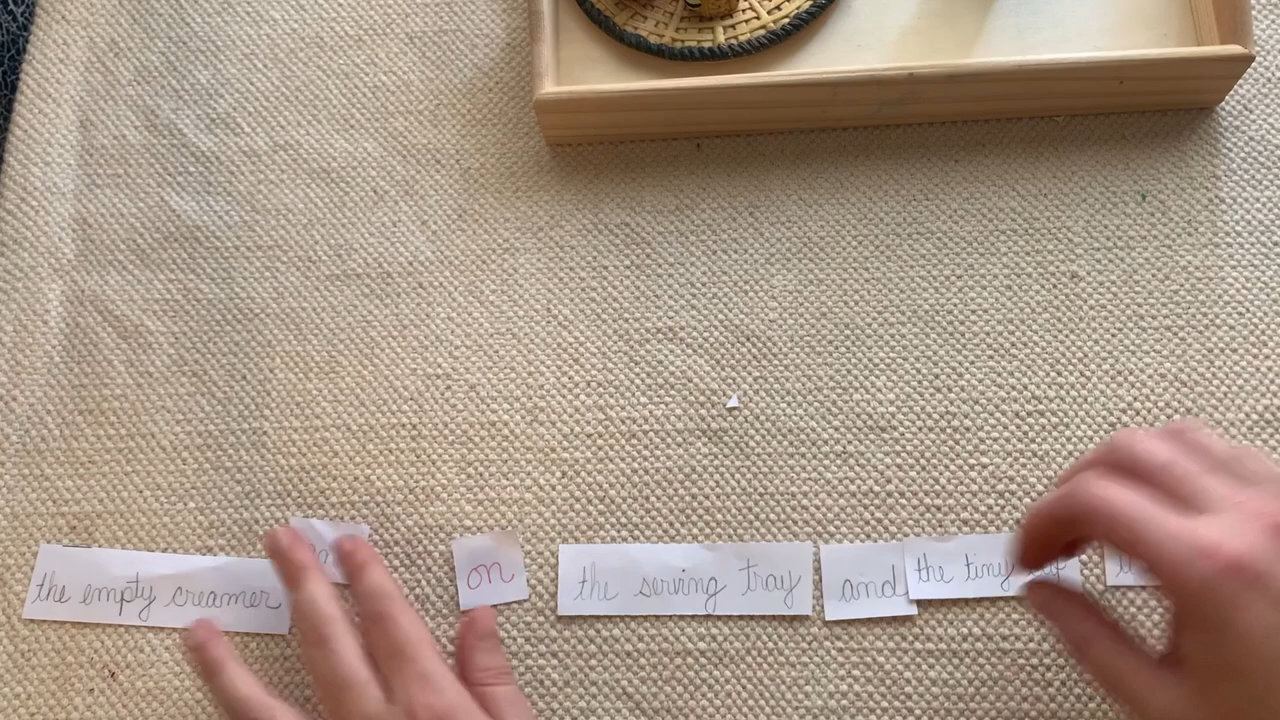 the empty creamer on the serving tray and the tiny